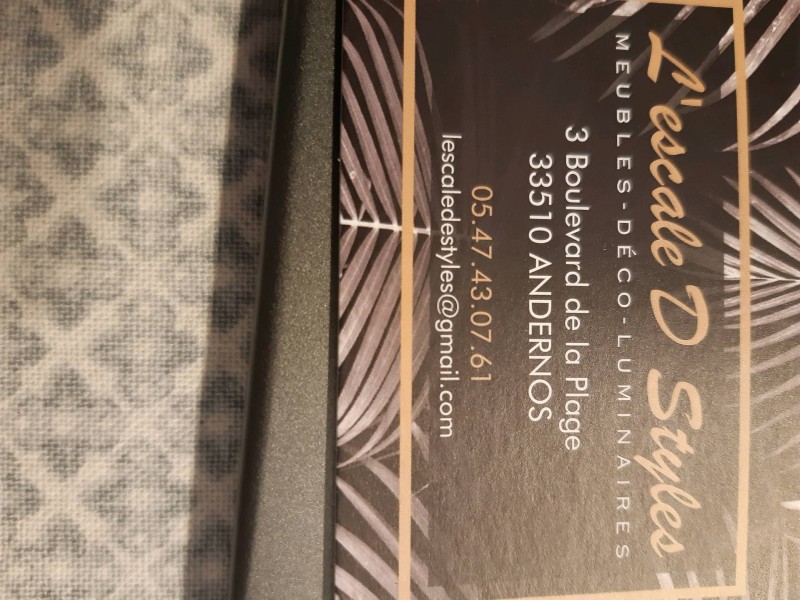 L'escale D Styles
MEUBLES-DÉCO-LUMINAIRES
3 Boulevard de la Plage
33510 ANDERNOS
05.47.43.07.61
lescaledestyles@gmail.com